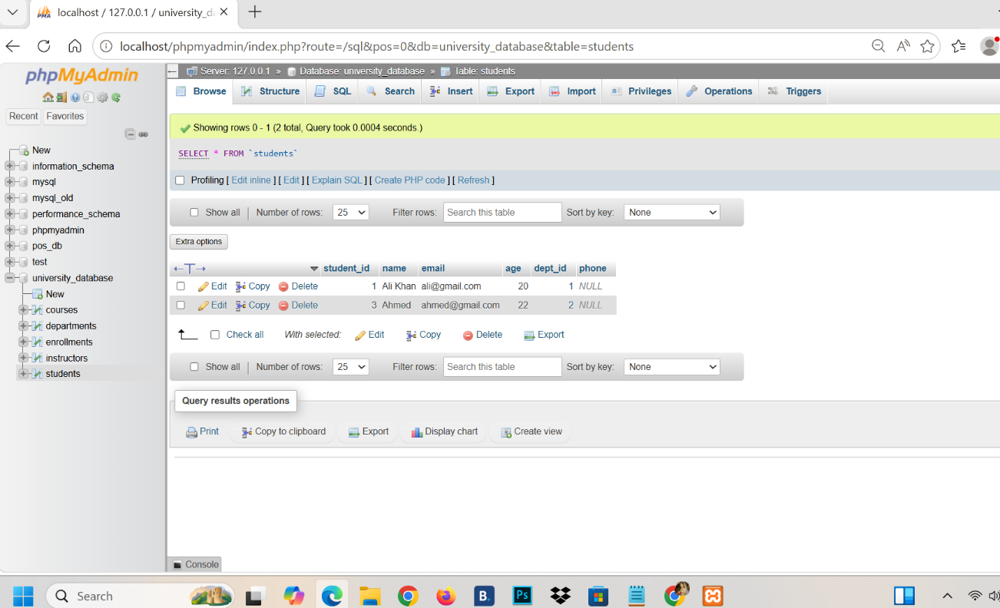 localhost / 127.0.0.1 / university_da
localhost/phpmyadmin/index.php?route=/sql&pos=0&db=university_database&table=students
phpMyAdmin
Recent Favorites
New
information_schema
mysql
mysql_old
performance_schema
phpmyadmin
pos_db
test
university_database
New
courses
departments
enrollments
instructors
students
Server: 127.0.0.1 » Database: university_database » Table: students
Browse Structure SQL Search Insert Export Import Privileges Operations Triggers
Showing rows 0 - 1 (2 total, Query took 0.0004 seconds.)
SELECT * FROM `students`
Profiling [ Edit inline ] [ Edit ] [ Explain SQL ] [ Create PHP code ] [ Refresh ]
Show all Number of rows: 25 Filter rows: Search this table Sort by key: None
Extra options
←T→ student_id name email age dept_id phone
Edit Copy Delete 1 Ali Khan ali@gmail.com 20 1 NULL
Edit Copy Delete 3 Ahmed ahmed@gmail.com 22 2 NULL
Check all With selected: Edit Copy Delete Export
Show all Number of rows: 25 Filter rows: Search this table Sort by key: None
Query results operations
Print Copy to clipboard Export Display chart Create view
Console
Search
B.
Ps